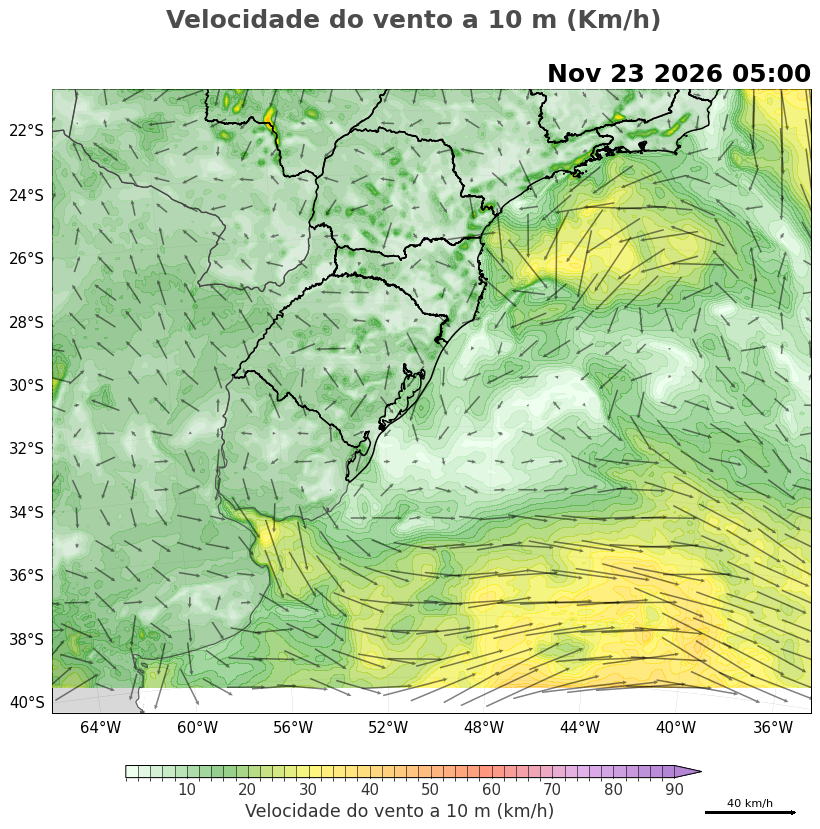 Velocidade do vento a 10 m (Km/h)
Nov 23 2026 05:00
22°S
24°S
26°S
28°S
30°S
32°S
34°S
36°S
38°S
40°S
64°W 60°W 56°W 52°W 48°W 44°W 40°W 36°W
10 20 30 40 50 60 70 80 90
Velocidade do vento a 10 m (km/h)
40 km/h